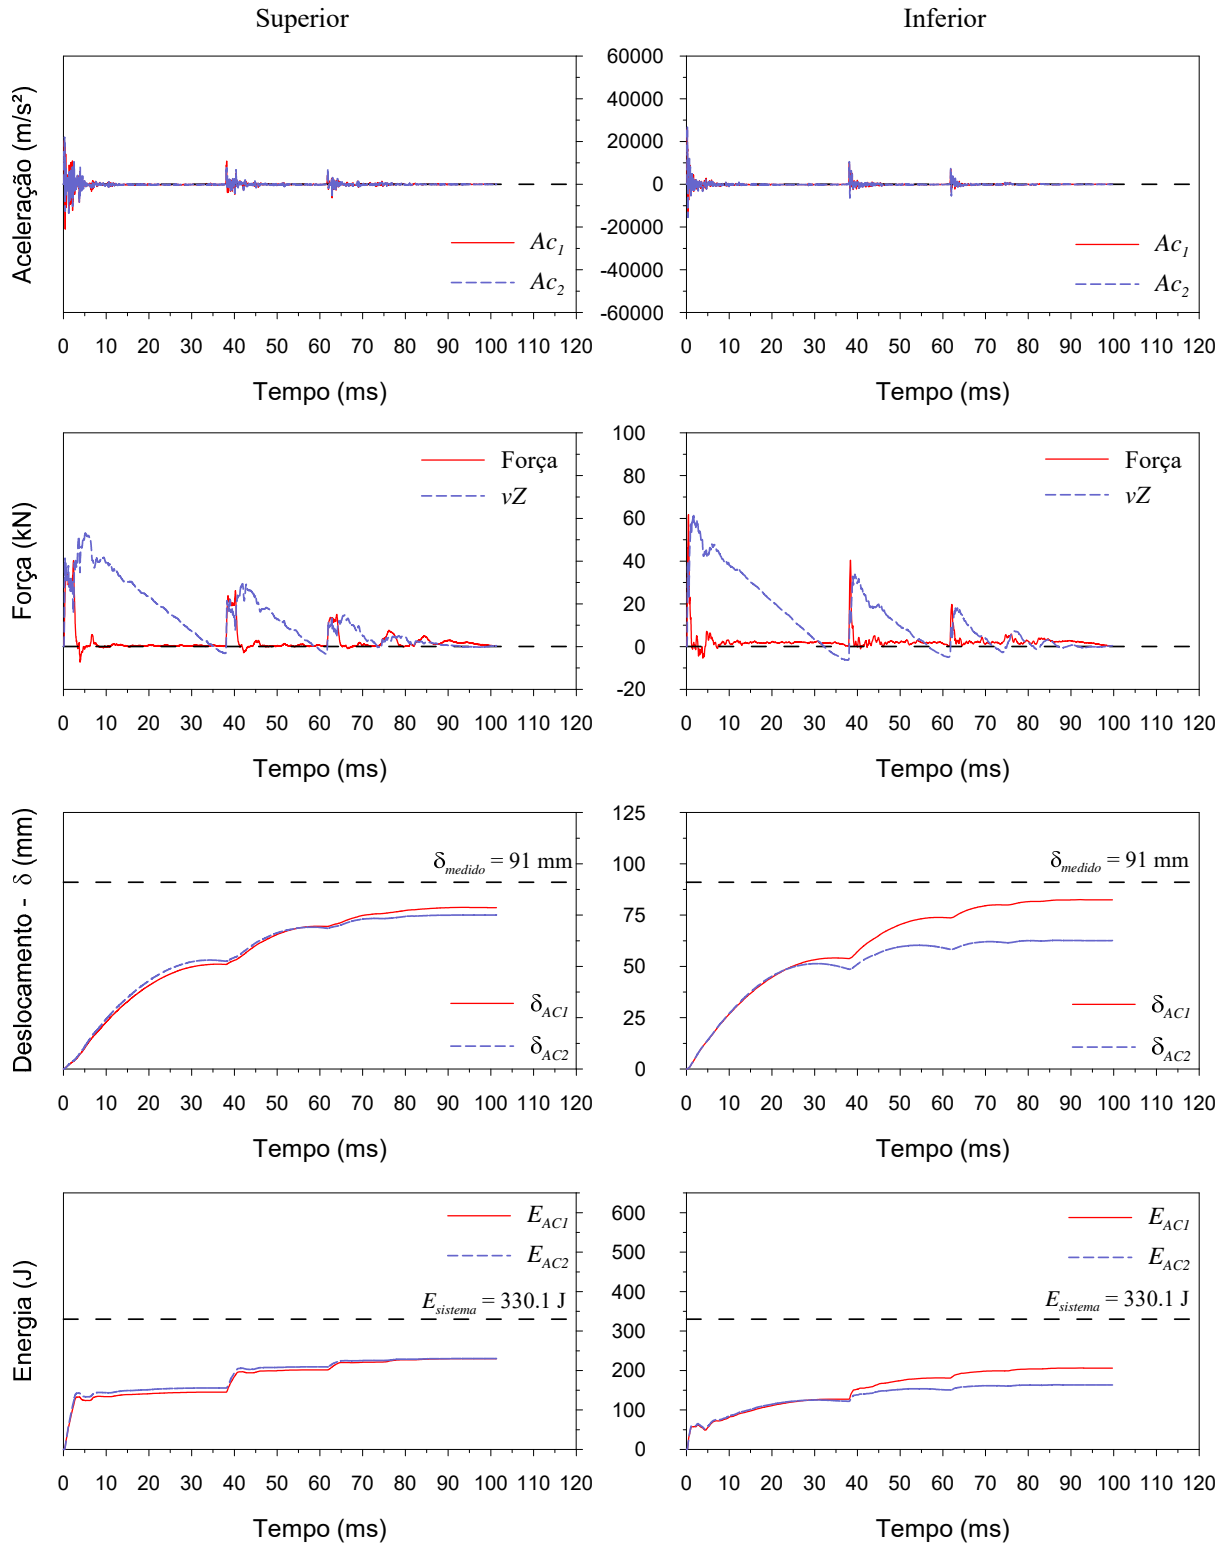 Superior
Inferior
Aceleração (m/s²)
60000
40000
20000
0
-20000
-40000
-60000
Ac1
Ac2
Ac1
Ac2
0 10 20 30 40 50 60 70 80 90 100 110 120
0 10 20 30 40 50 60 70 80 90 100 110 120
Tempo (ms)
Tempo (ms)
Força (kN)
100
80
60
40
20
0
-20
Força
vZ
Força
vZ
0 10 20 30 40 50 60 70 80 90 100 110 120
0 10 20 30 40 50 60 70 80 90 100 110 120
Tempo (ms)
Tempo (ms)
Deslocamento - δ (mm)
125
100
75
50
25
0
δmedido = 91 mm
δmedido = 91 mm
δAC1
δAC2
δAC1
δAC2
0 10 20 30 40 50 60 70 80 90 100 110 120
0 10 20 30 40 50 60 70 80 90 100 110 120
Tempo (ms)
Tempo (ms)
Energia (J)
600
500
400
300
200
100
0
EAC1
EAC2
Esistema = 330.1 J
EAC1
EAC2
Esistema = 330.1 J
0 10 20 30 40 50 60 70 80 90 100 110 120
0 10 20 30 40 50 60 70 80 90 100 110 120
Tempo (ms)
Tempo (ms)